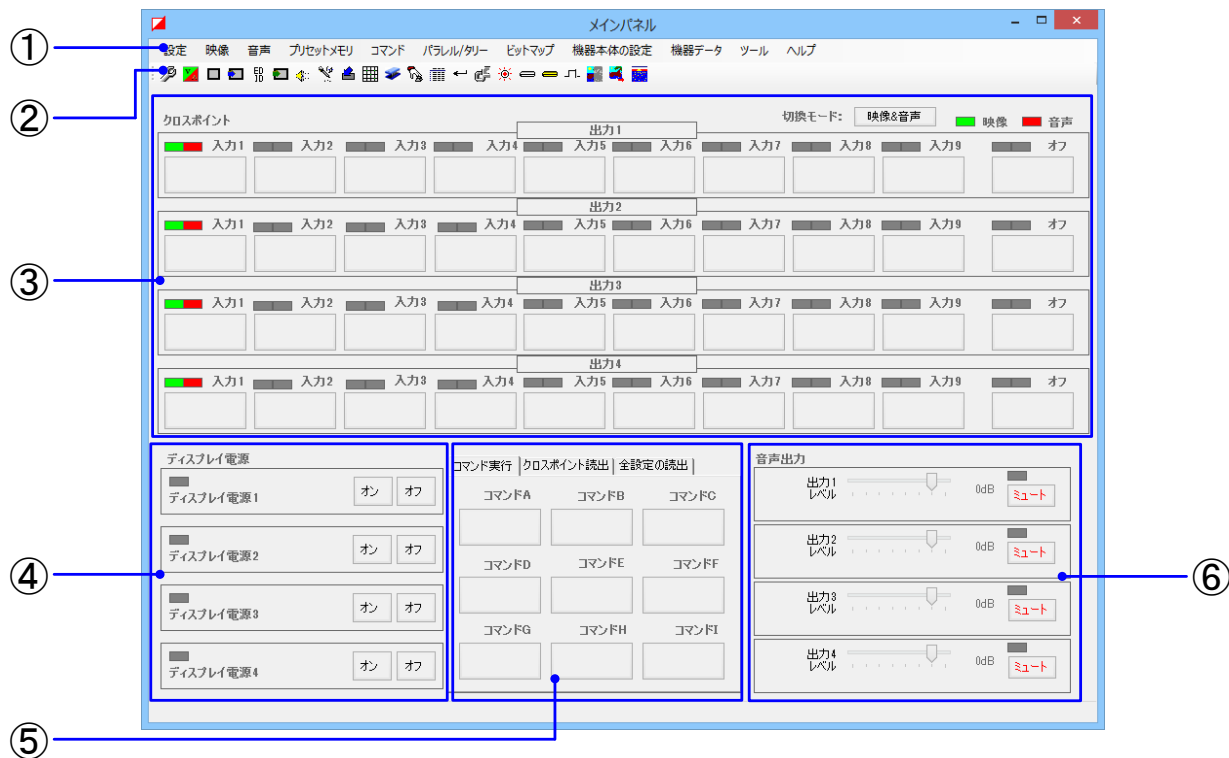 メインパネル
① 設定 映像 音声 プリセットメモリ コマンド パラレル/タリー ビットマップ 機器本体の設定 機器データ ツール ヘルプ
②
クロスポイント 切換モード: 映像&音声 映像 音声
出力1
入力1 入力2 入力3 入力4 入力5 入力6 入力7 入力8 入力9 オフ
出力2
入力1 入力2 入力3 入力4 入力5 入力6 入力7 入力8 入力9 オフ
③
出力3
入力1 入力2 入力3 入力4 入力5 入力6 入力7 入力8 入力9 オフ
出力4
入力1 入力2 入力3 入力4 入力5 入力6 入力7 入力8 入力9 オフ
ディスプレイ電源
ディスプレイ電源1 オン オフ
ディスプレイ電源2 オン オフ
④
ディスプレイ電源3 オン オフ
ディスプレイ電源4 オン オフ
コマンド実行 クロスポイント読出 全設定の読出
コマンドA コマンドB コマンドC
コマンドD コマンドE コマンドF
コマンドG コマンドH コマンドI
⑤
音声出力
出力1
レベル 0dB ミュート
出力2
レベル 0dB ミュート
⑥
出力3
レベル 0dB ミュート
出力4
レベル 0dB ミュート